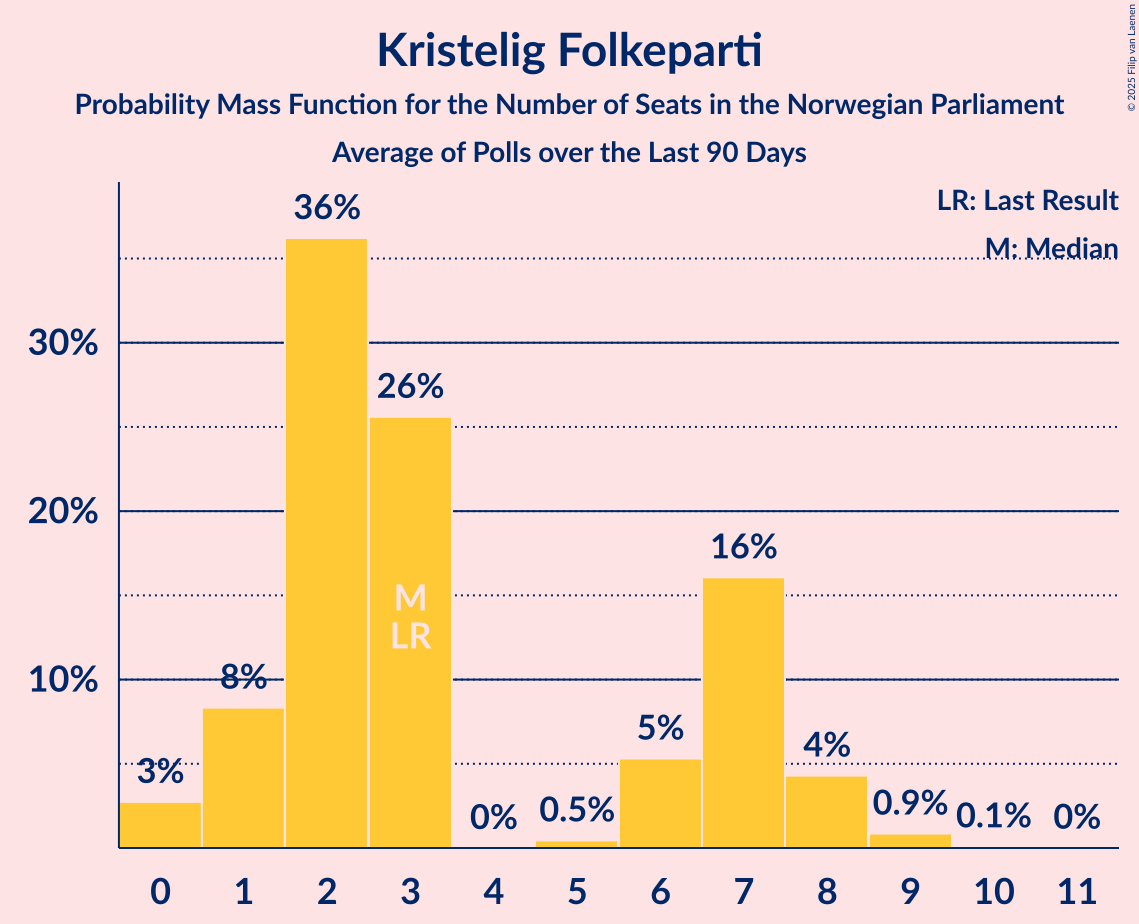 Kristelig Folkeparti
Probability Mass Function for the Number of Seats in the Norwegian Parliament
Average of Polls over the Last 90 Days
© 2025 Filip van Laenen
LR: Last Result
M: Median
36%
30%
26%
20%
16%
M
LR
10%
8%
5%
4%
3%
0%
0.5%
0.9%
0.1%
0%
0 1 2 3 4 5 6 7 8 9 10 11